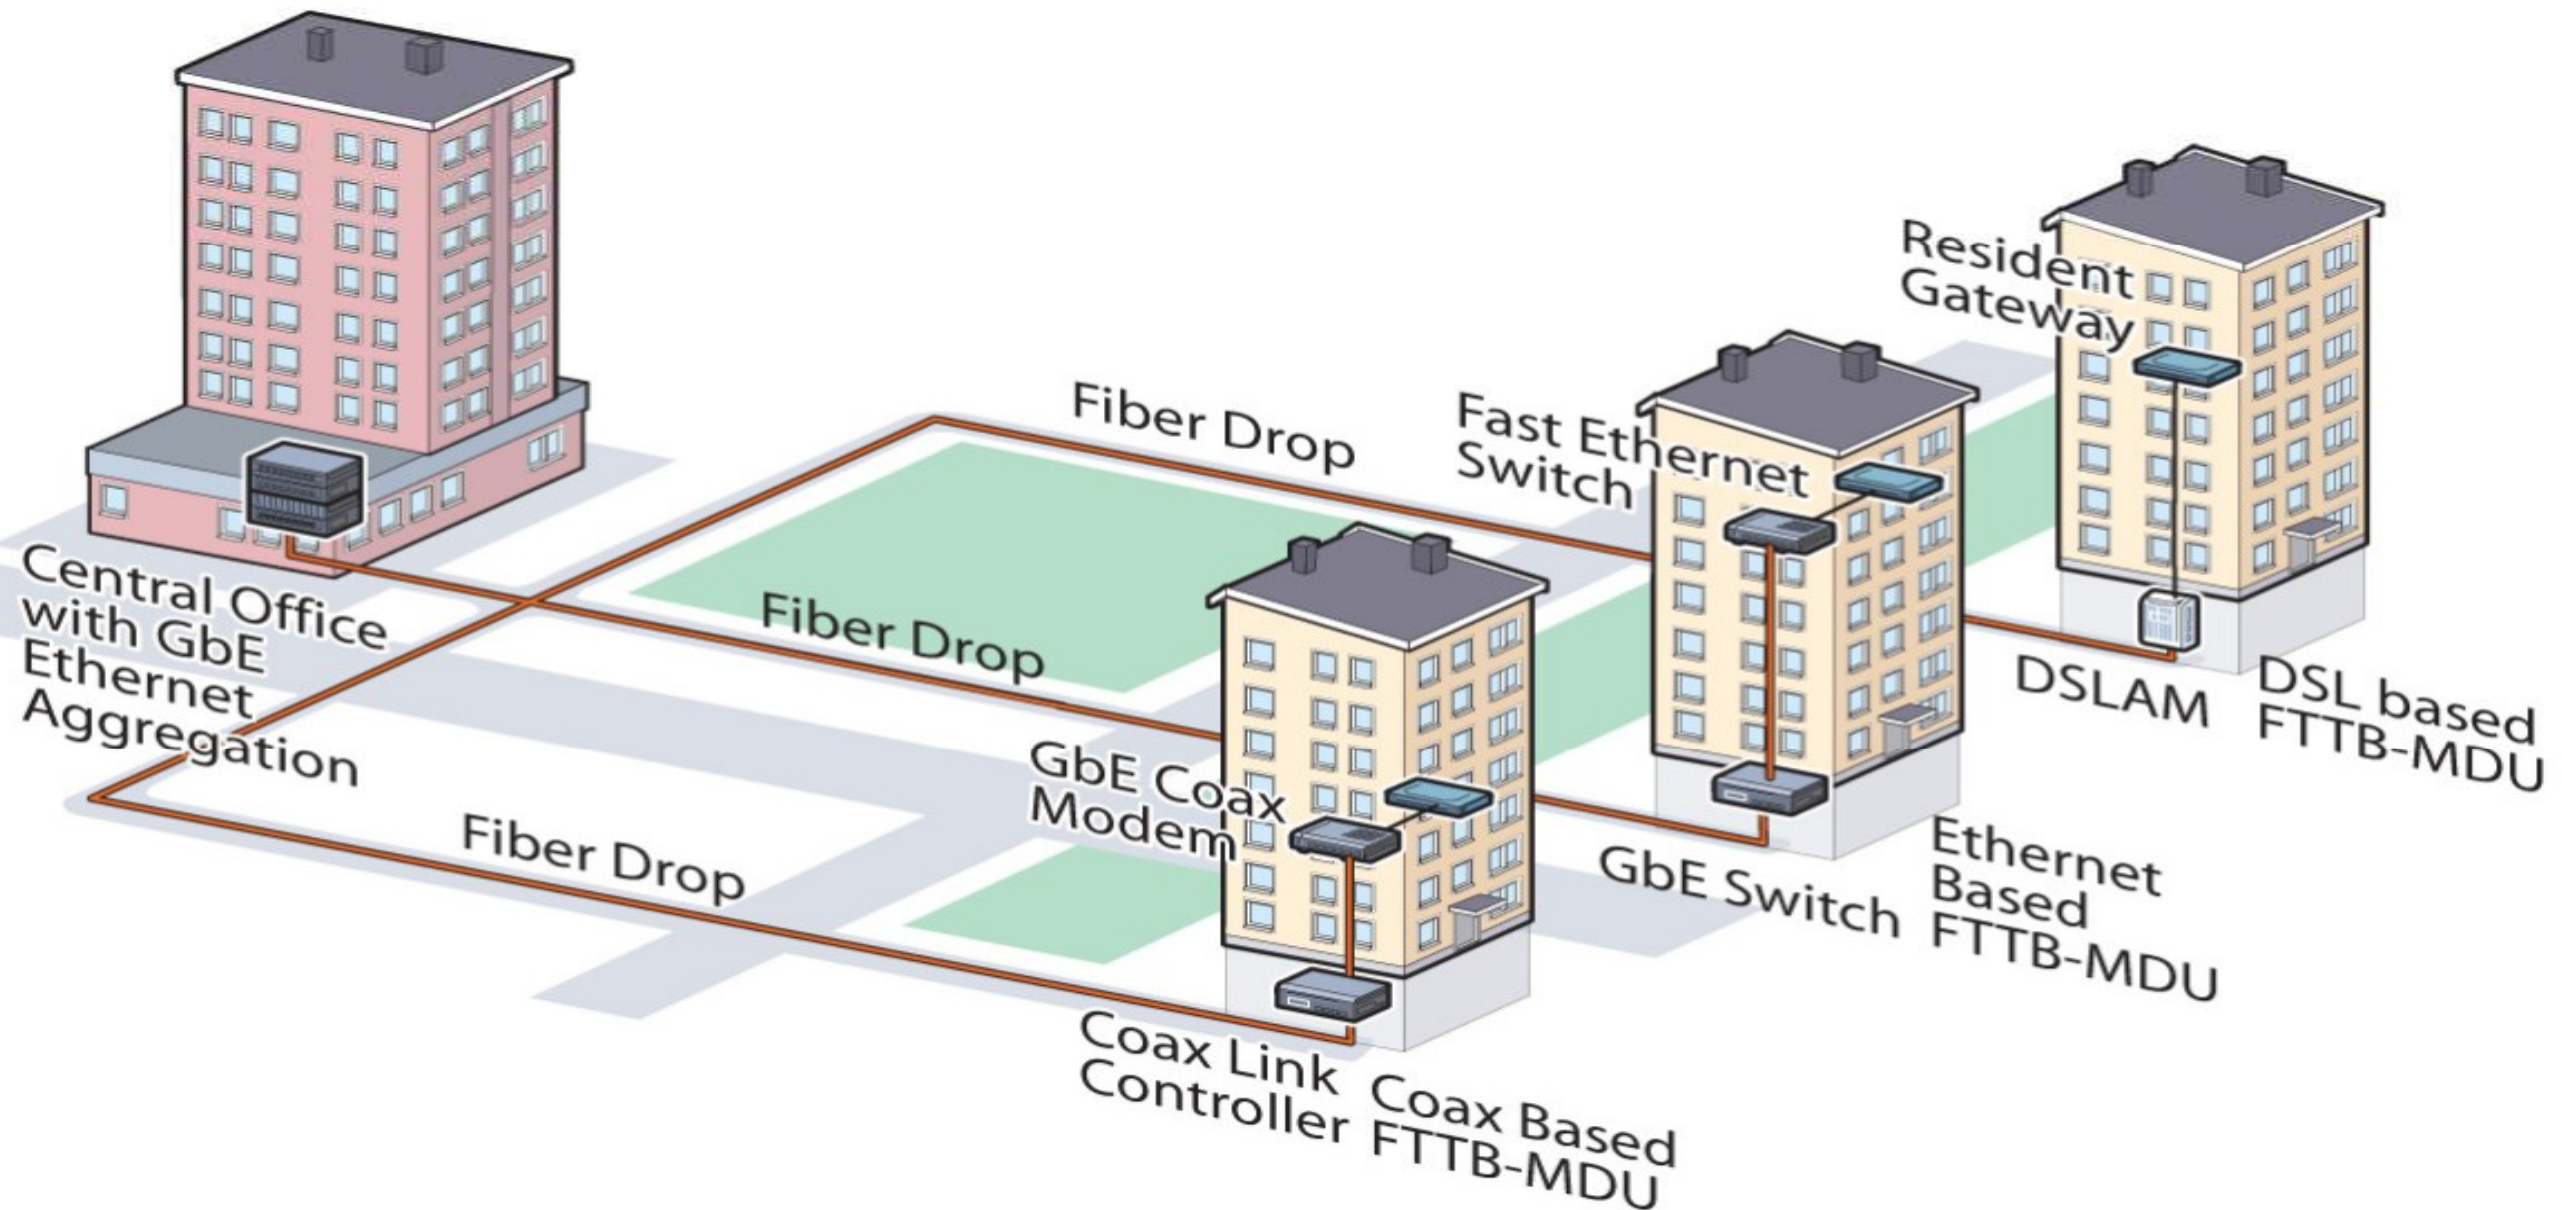 Resident
Gateway
Fiber Drop
Fast Ethernet
Switch
Central Office
with GbE
Ethernet
Aggregation
Fiber Drop
DSLAM
DSL based
FTTB-MDU
GbE Coax
Modem
Fiber Drop
GbE Switch
Ethernet
Based
FTTB-MDU
Coax Link
Controller
Coax Based
FTTB-MDU